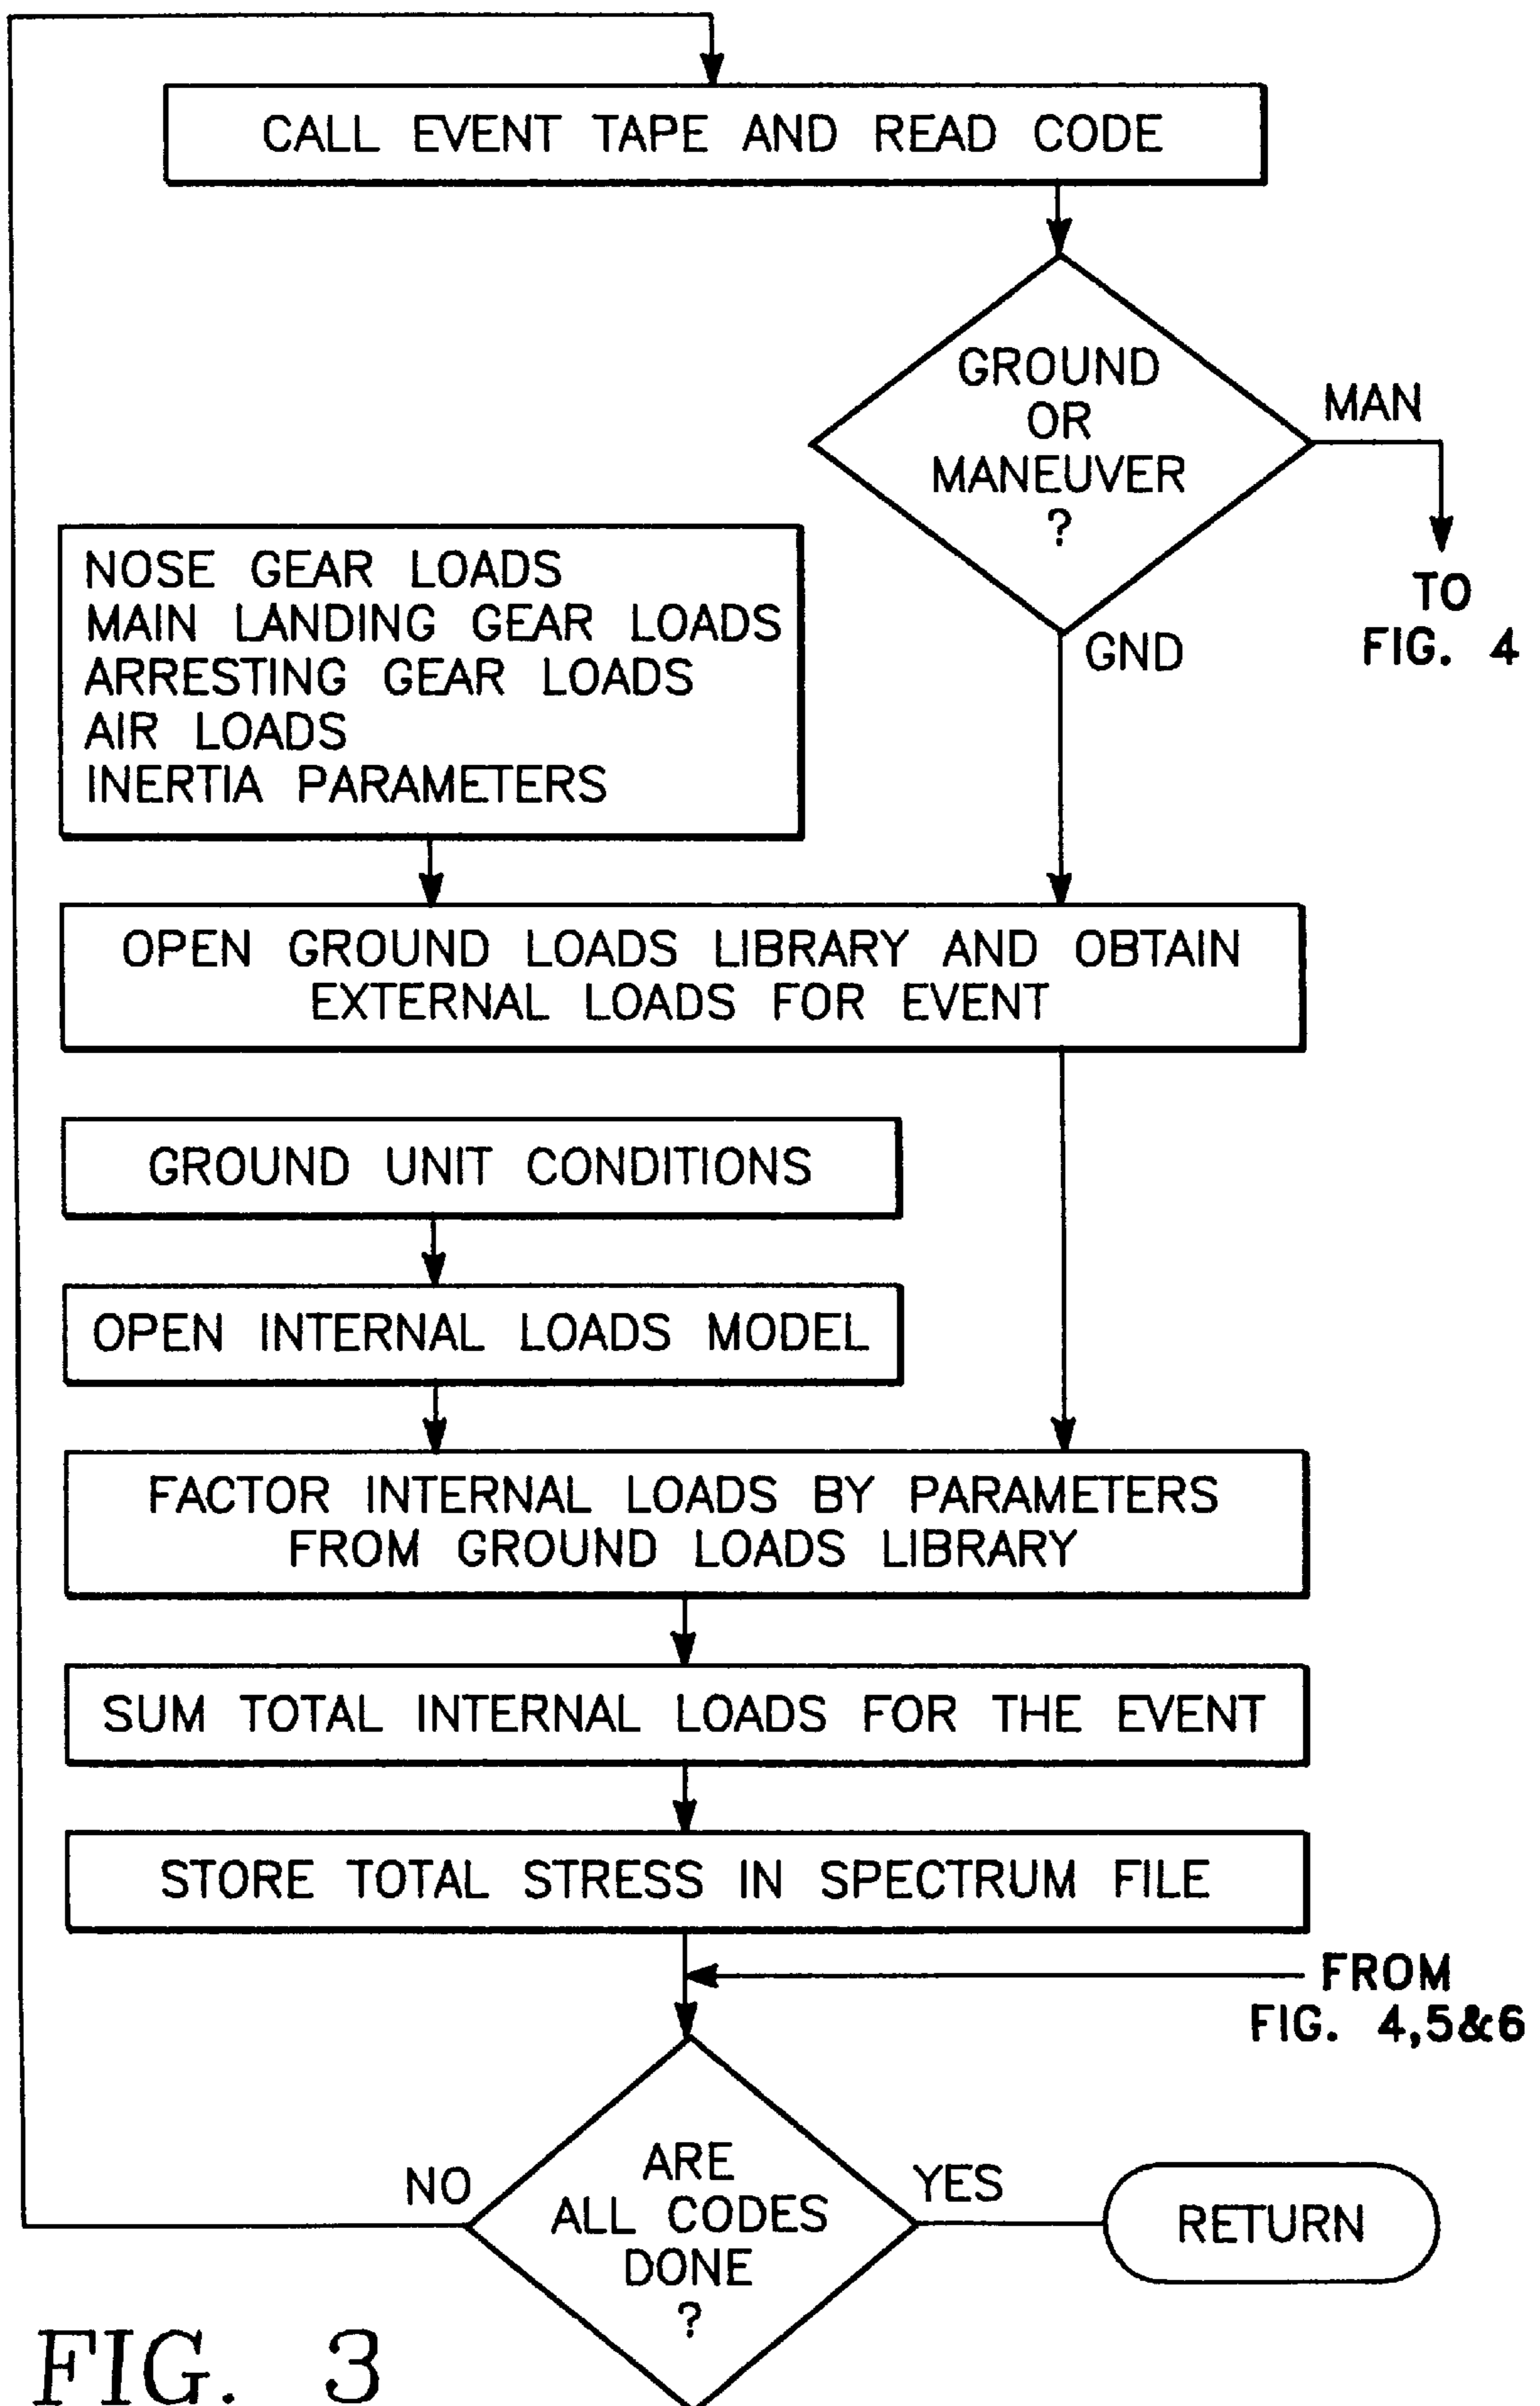 CALL EVENT TAPE AND READ CODE
GROUND
OR
MANEUVER
?
MAN
TO
FIG. 4
GND
NOSE GEAR LOADS
MAIN LANDING GEAR LOADS
ARRESTING GEAR LOADS
AIR LOADS
INERTIA PARAMETERS
OPEN GROUND LOADS LIBRARY AND OBTAIN
EXTERNAL LOADS FOR EVENT
GROUND UNIT CONDITIONS
OPEN INTERNAL LOADS MODEL
FACTOR INTERNAL LOADS BY PARAMETERS
FROM GROUND LOADS LIBRARY
SUM TOTAL INTERNAL LOADS FOR THE EVENT
STORE TOTAL STRESS IN SPECTRUM FILE
FROM
FIG. 4,5&6
ARE
ALL CODES
DONE
?
NO
YES
RETURN
FIG. 3